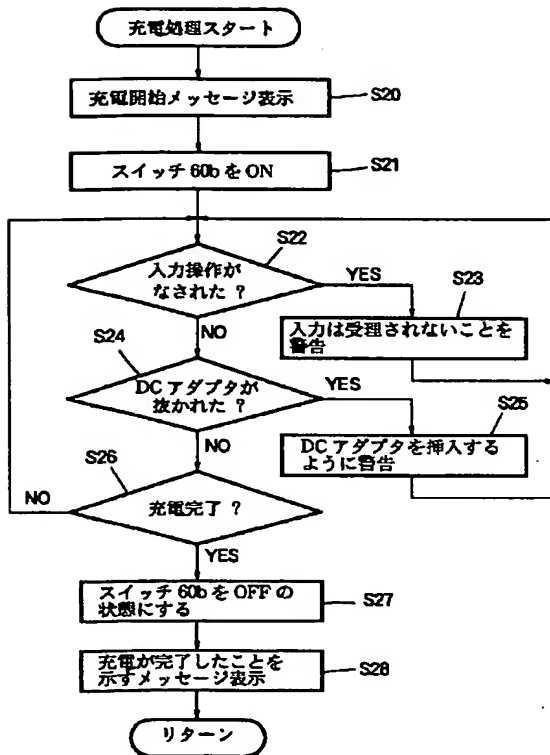 充電処理スタート
充電開始メッセージ表示
S20
スイッチ 60b を ON
S21
S22
入力操作が
なされた ?
YES
S23
入力は受理されないことを
警告
NO
S24
DC アダプタが
抜かれた ?
YES
S25
DC アダプタを挿入する
ように警告
NO
S26
充電完了 ?
NO
YES
スイッチ 60b を OFF の
状態にする
S27
充電が完了したことを
示すメッセージ表示
S28
リターン